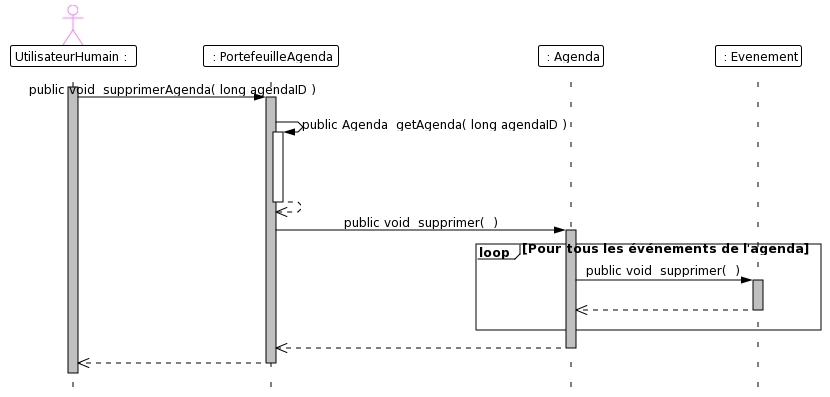 UtilisateurHumain :
: PortefeuilleAgenda
: Agenda
: Evenement
public void supprimerAgenda( long agendaID )
public Agenda getAgenda( long agendaID )
public void supprimer( )
loop [Pour tous les événements de l'agenda]
public void supprimer( )